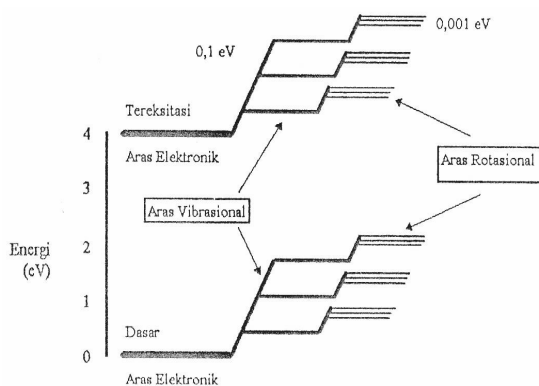 0,001 eV
0,1 eV
Tereksitasi
4
Aras Elektronik
Aras Rotasional
3
Aras Vibrasional
Energi
(eV)
2
1
Dasar
0
Aras Elektronik